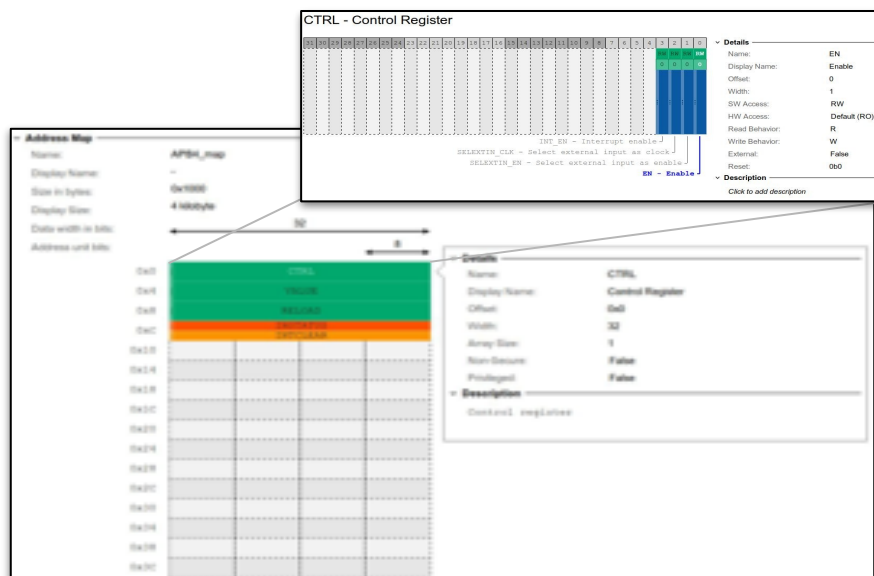 CTRL - Control Register
31 30 29 28 27 26 25 24 23 22 21 20 19 18 17 16 15 14 13 12 11 10 9 8 7 6 5 4 3 2 1 0
RW RW RW RW
0 0 0 0
INT_EN - Interrupt enable
SELEXTIN_CLK - Select external input as clock
SELEXTIN_EN - Select external input as enable
EN - Enable
Details
Name: EN
Display Name: Enable
Offset: 0
Width: 1
SW Access: RW
HW Access: Default (RO)
Read Behavior: R
Write Behavior: W
External: False
Reset: 0b0
Description
Click to add description
Address Map
Name: APB4_map
Display Name: –
Size in bytes: 0x1000
Display Size: 4 kilobyte
Data width in bits: 32
Address unit bits: 8
0x0 CTRL
0x4 VALUE
0x8 RELOAD
0xC INTSTATUS
INTCLEAR
0x10
0x14
0x18
0x1C
0x20
0x24
0x28
0x2C
0x30
0x34
0x38
0x3C
Details
Name: CTRL
Display Name: Control Register
Offset: 0x0
Width: 32
Array Size: 1
Non-Secure: False
Privileged: False
Description
Control register